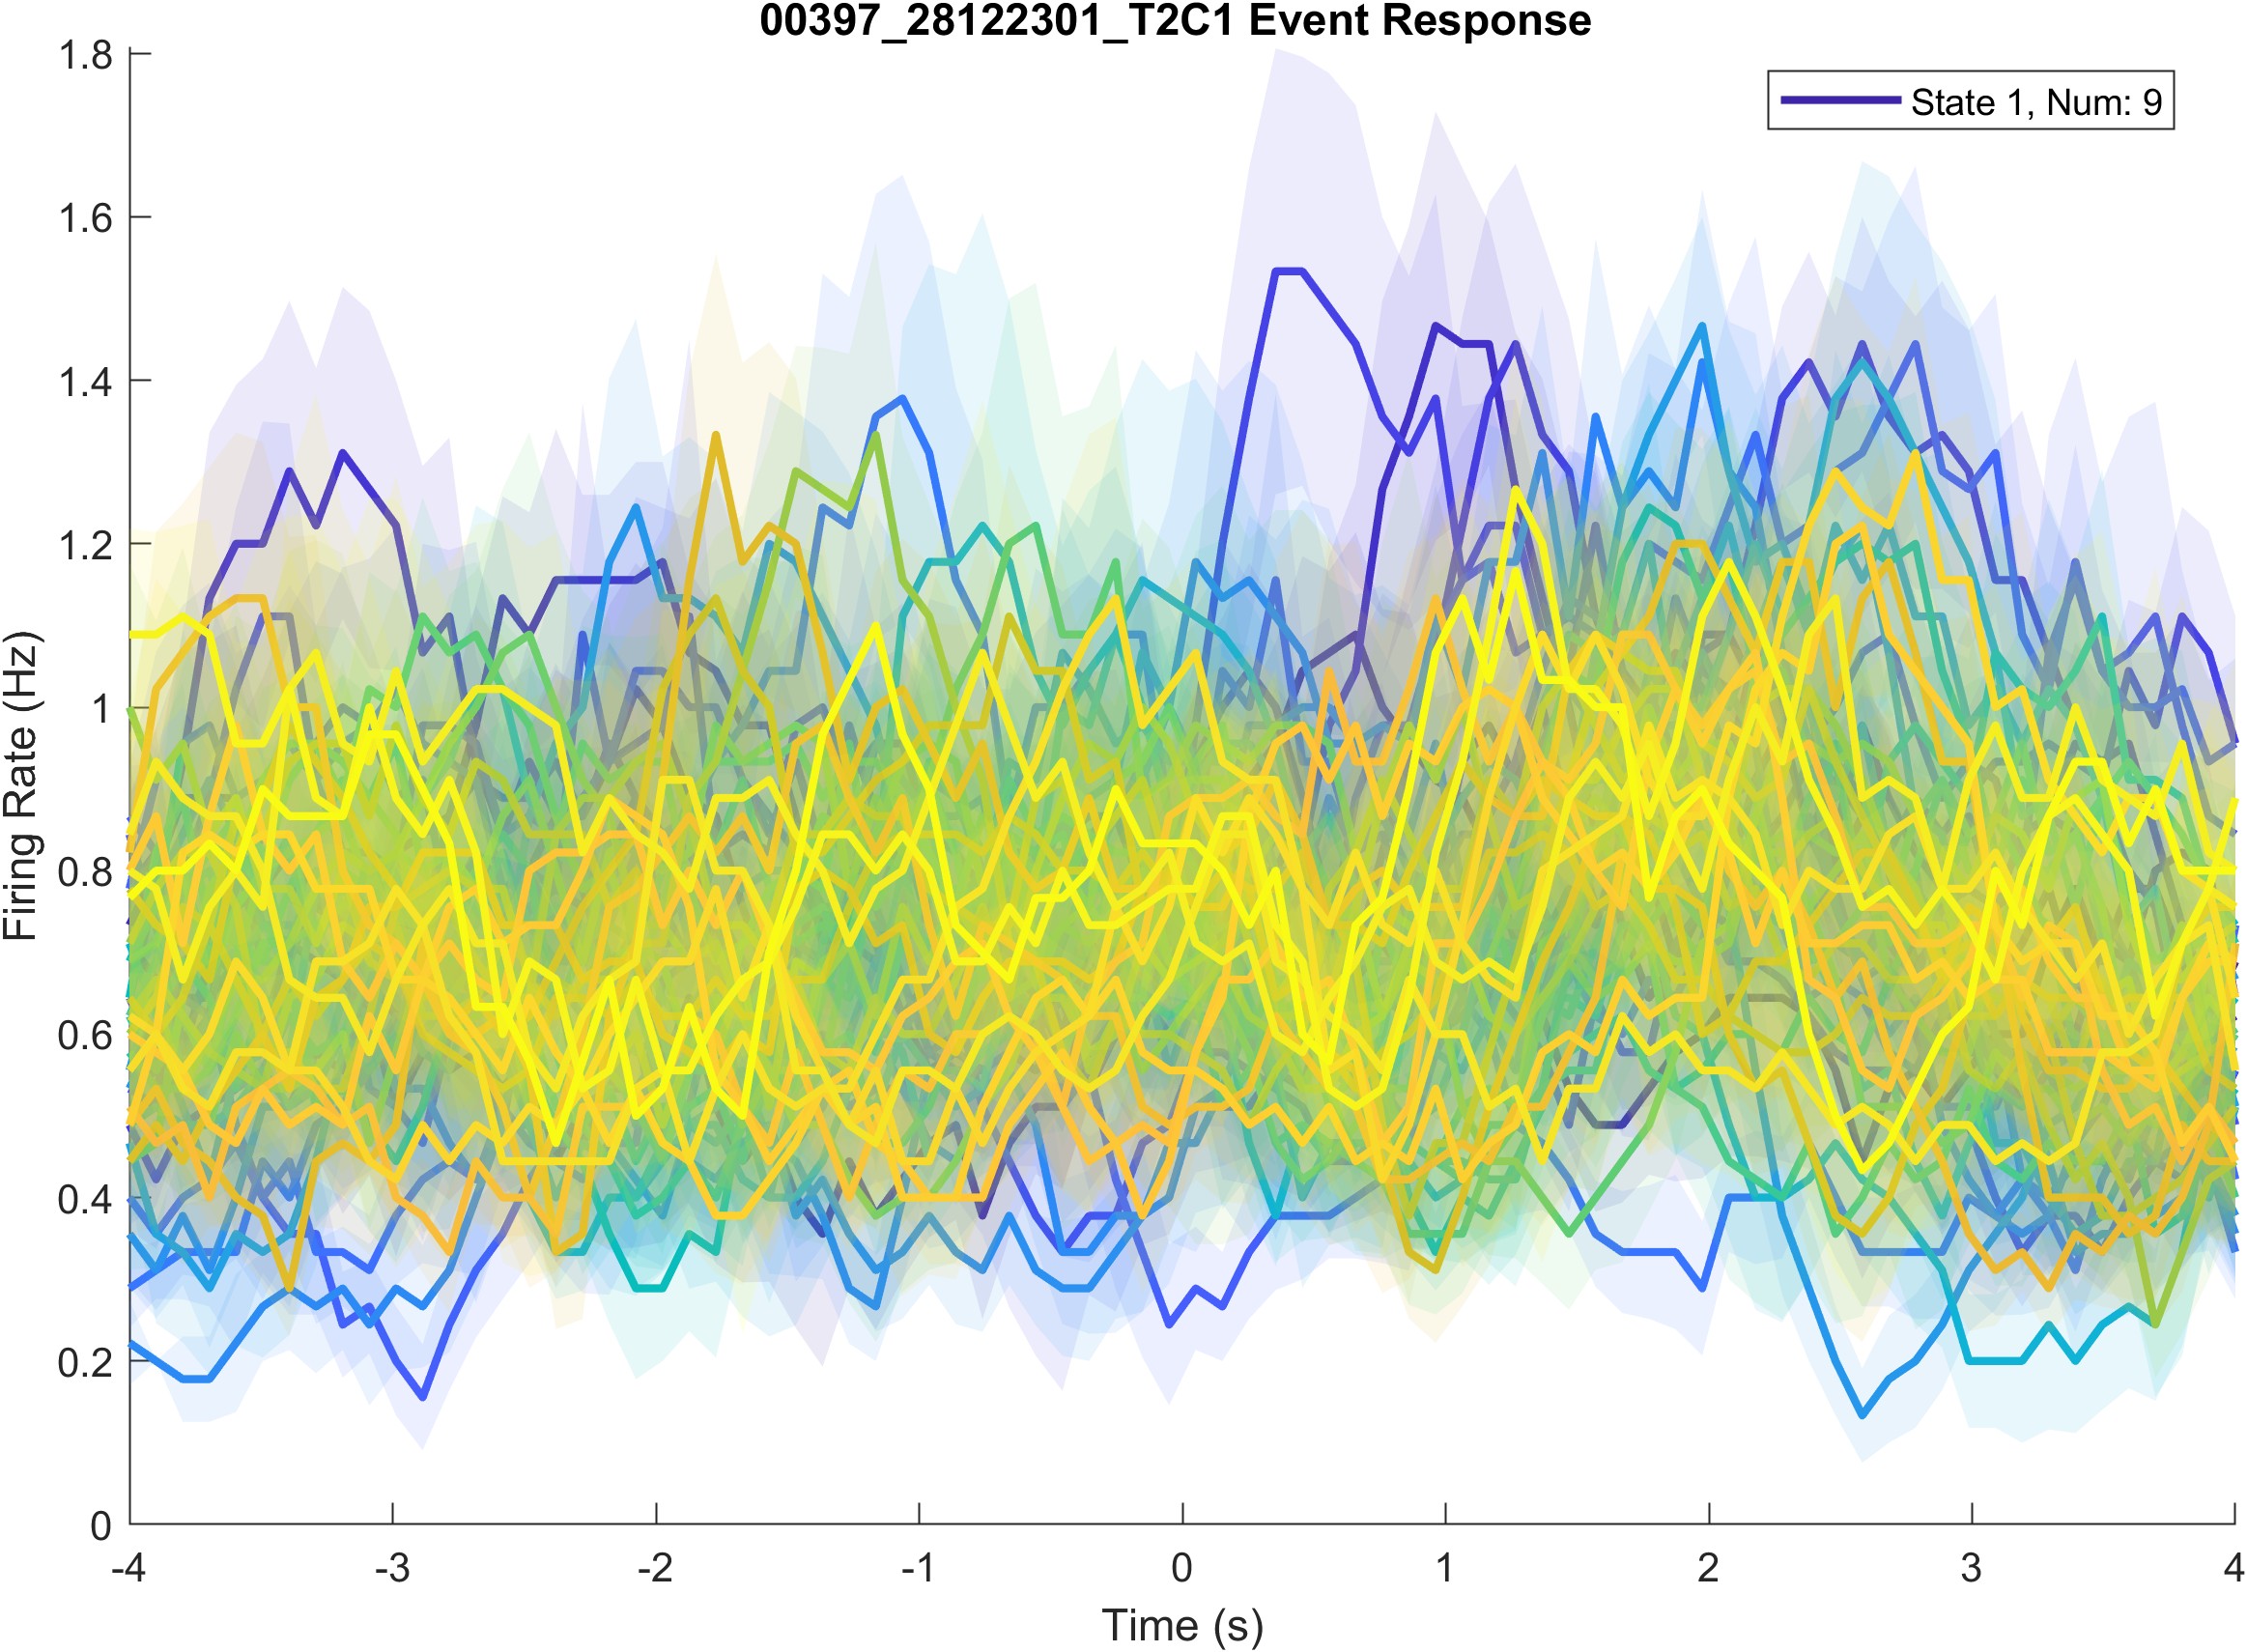 00397_28122301_T2C1 Event Response
State 1, Num: 9
Firing Rate (Hz)
1.8
1.6
1.4
1.2
1
0.8
0.6
0.4
0.2
0
-4 -3 -2 -1 0 1 2 3 4
Time (s)